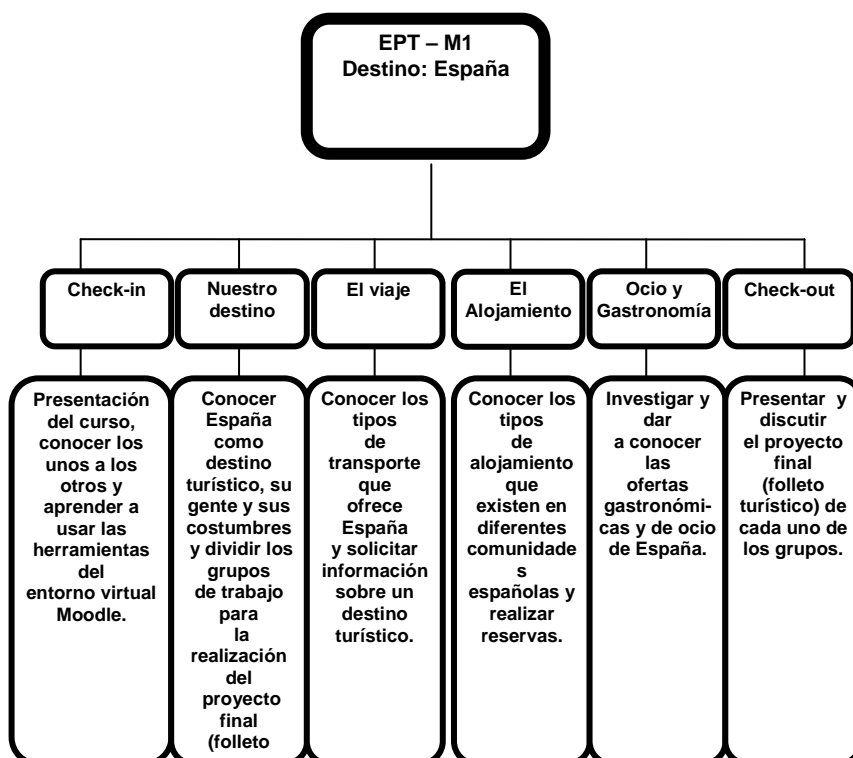 EPT – M1
Destino: España
Check-in
Nuestro
destino
El viaje
El
Alojamiento
Ocio y
Gastronomía
Check-out
Presentación
del curso,
conocer los
unos a los
otros y
aprender a
usar las
herramientas
del
entorno virtual
Moodle.
Conocer
España
como
destino
turístico, su
gente y sus
costumbres
y dividir los
grupos
de trabajo
para
la
realización
del
proyecto
final
(folleto
Conocer los
tipos
de
transporte
que
ofrece
España
y solicitar
información
sobre un
destino
turístico.
Conocer los
tipos
de
alojamiento
que
existen en
diferentes
comunidade
s
españolas y
realizar
reservas.
Investigar y
dar
a conocer
las
ofertas
gastronómi-
cas y de ocio
de España.
Presentar y
discutir
el proyecto
final
(folleto
turístico) de
cada uno de
los grupos.